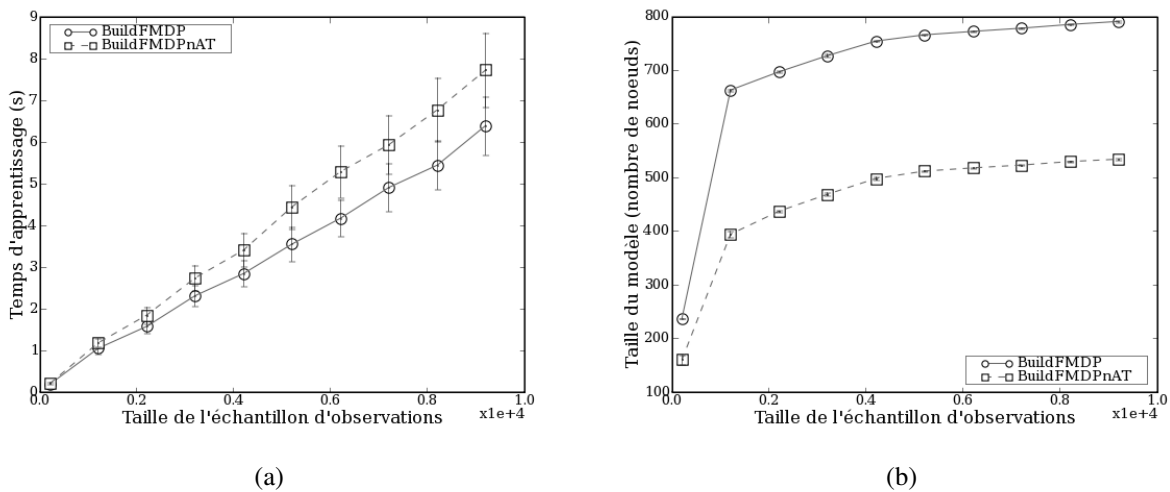 BuildFMDP
BuildFMDPnAT
Temps d'apprentissage (s)
9
8
7
6
5
4
3
2
1
0
0.0 0.2 0.4 0.6 0.8 1.0
x1e+4
Taille de l'échantillon d'observations
(a)
Taille du modèle (nombre de noeuds)
800
700
600
500
400
300
200
100
BuildFMDP
BuildFMDPnAT
0.0 0.2 0.4 0.6 0.8 1.0
x1e+4
Taille de l'échantillon d'observations
(b)